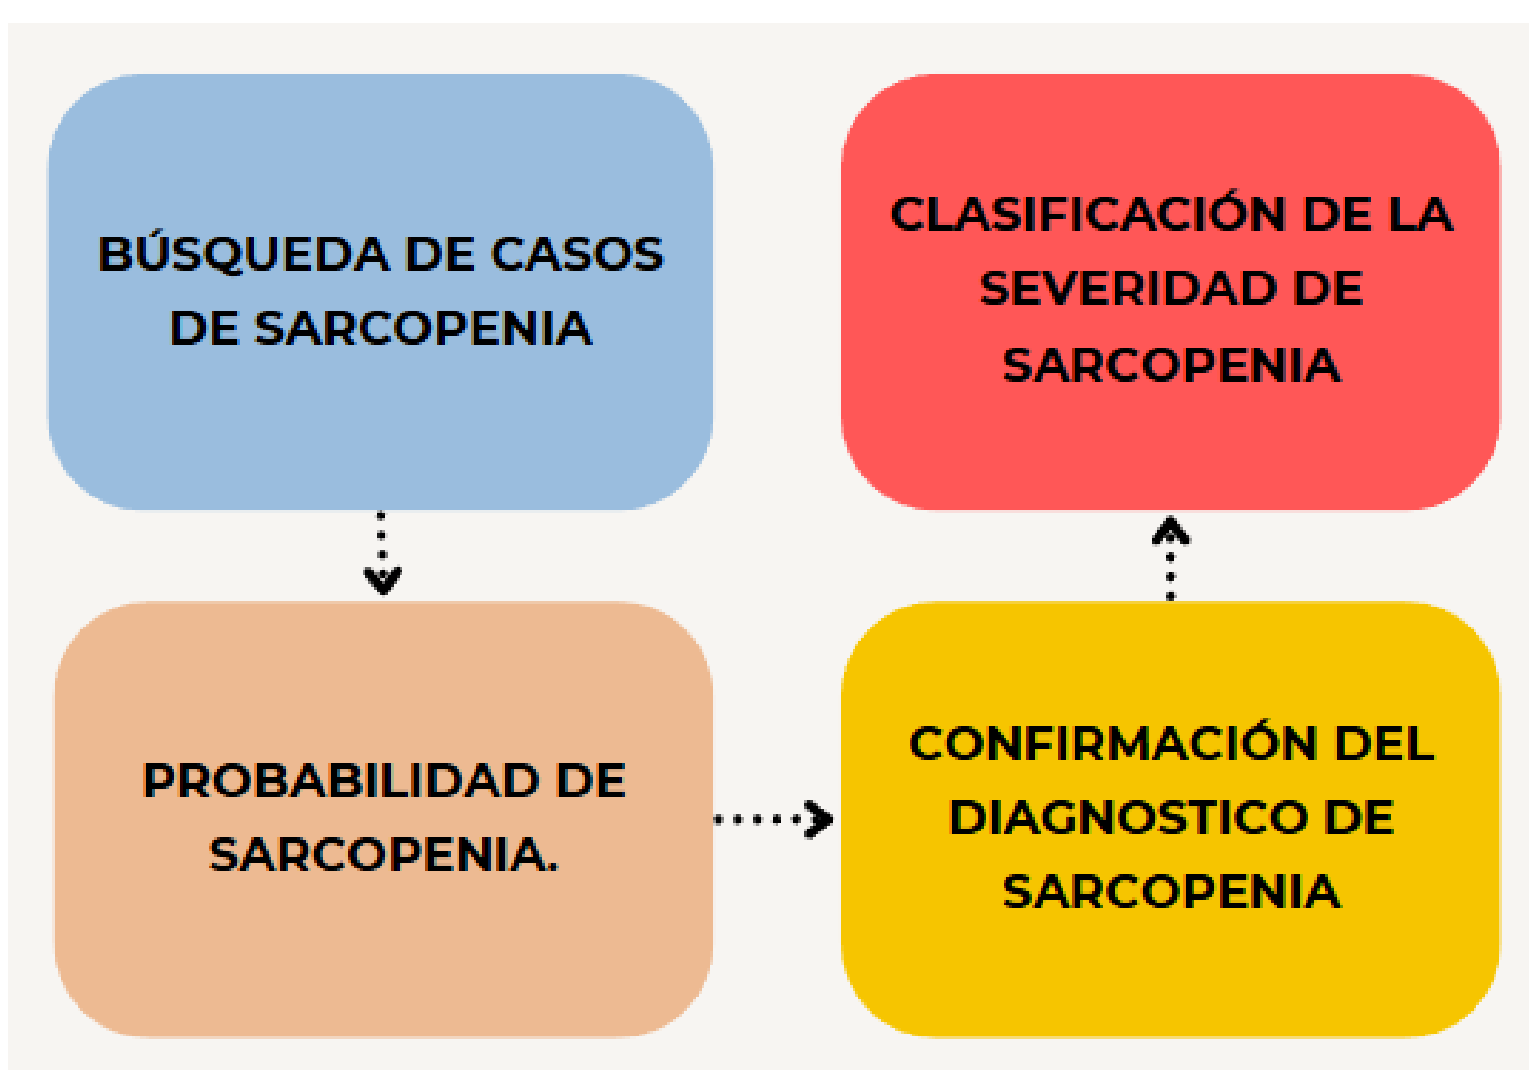 BÚSQUEDA DE CASOS
DE SARCOPENIA
PROBABILIDAD DE
SARCOPENIA.
CONFIRMACIÓN DEL
DIAGNOSTICO DE
SARCOPENIA
CLASIFICACIÓN DE LA
SEVERIDAD DE
SARCOPENIA